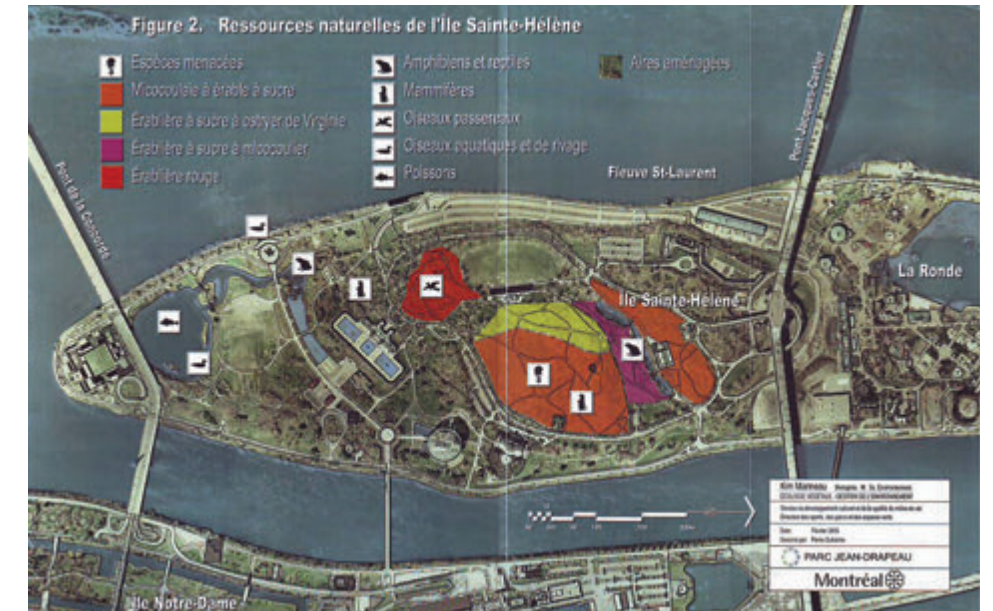 Figure 2. Ressources naturelles de l'Île Sainte-Hélène
Espèces menacées
Micocoulaie à érable à sucre
Érablière à sucre à ostryer de Virginie
Érablière à sucre à micocoulier
Érablière rouge
Amphibiens et reptiles
Mammifères
Oiseaux passereaux
Oiseaux aquatiques et de rivage
Poissons
Aires aménagées
Pont de la Concorde
Fleuve St-Laurent
Pont Jacques-Cartier
La Ronde
Île Sainte-Hélène
Île Notre-Dame
PARC JEAN-DRAPEAU
Montréal